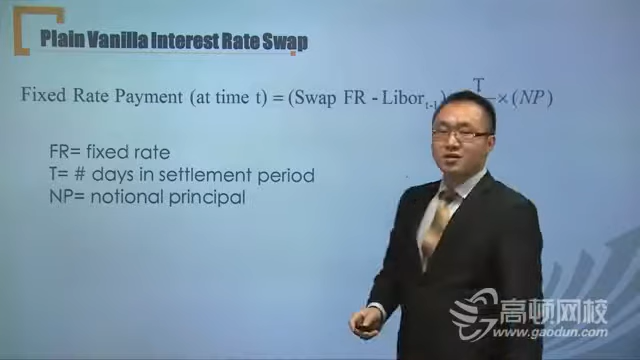 Plain Vanilla Interest Rate Swap
Fixed Rate Payment (at time t) = (Swap FR - Libor t-1) T × (NP)
FR= fixed rate
T= # days in settlement period
NP= notional principal
高顿网校
www.gaodun.com